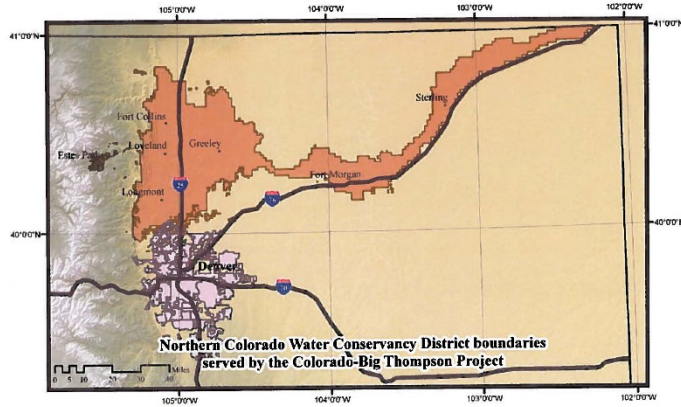 105°0'0"W 104°0'0"W 103°0'0"W 102°0'0"W
41°0'0"N 41°0'0"N
Sterling
Fort Collins
Estes Park Loveland Greeley
Fort Morgan
Longmont 25 76
40°0'0"N 40°0'0"N
Denver
Northern Colorado Water Conservancy District boundaries
served by the Colorado-Big Thompson Project
Miles
0 5 10 20 30 40
105°0'0"W 104°0'0"W 103°0'0"W 102°0'0"W